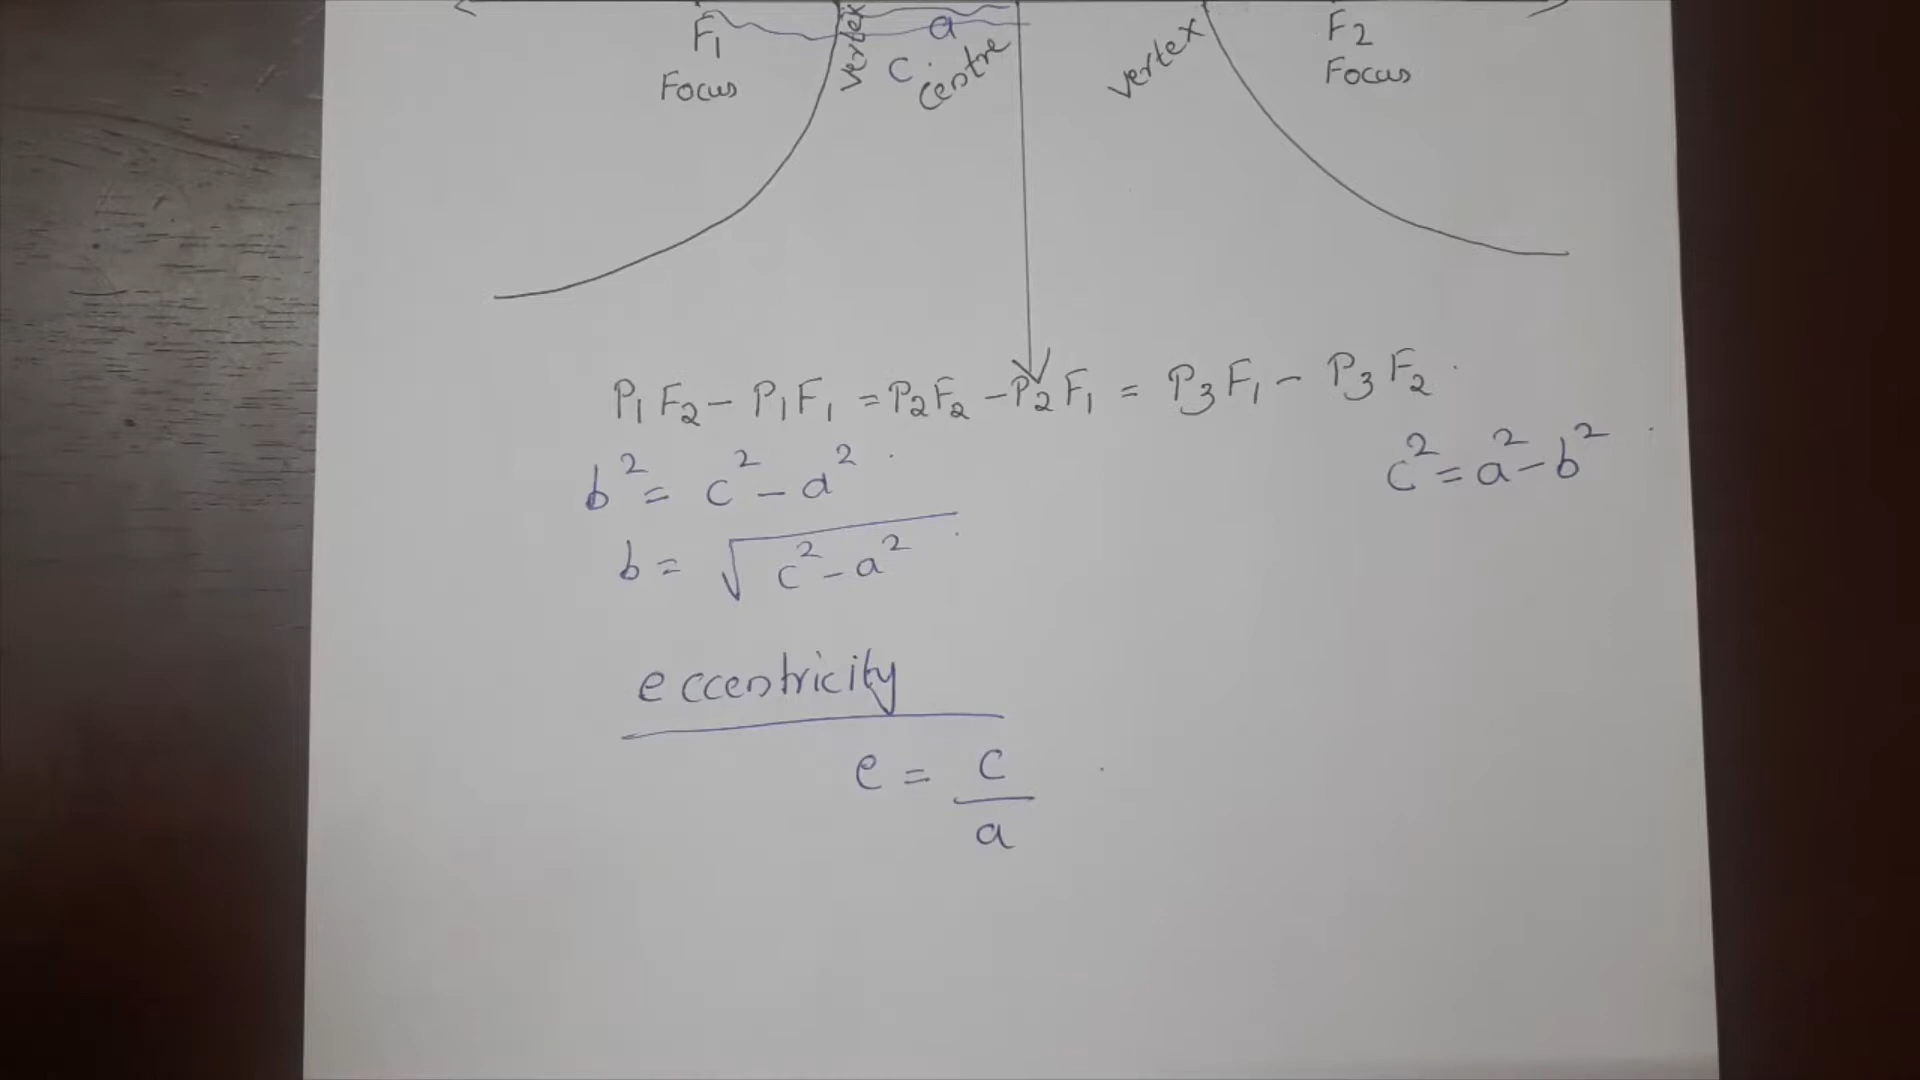 F₁ vertex a vertex F₂
Focus c. Centre Focus
P₁F₂ - P₁F₁ = P₂F₂ - P₂F₁ = P₃F₁ - P₃F₂.
b² = c² - a². c² = a² - b².
b = √(c² - a²).
eccentricity
e = c/a